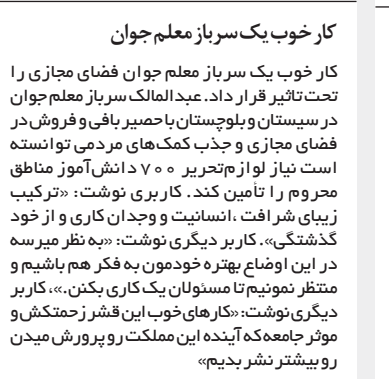 کار خوب یک سرباز معلم جوان
کار خوب یک سرباز معلم جوان فضای مجازی را
تحت تاثیر قرار داد. عبدالمالک سرباز معلم جوان
در سیستان و بلوچستان با حصیر بافی و فروش در
فضای مجازی و جذب کمک‌های مردمی توانسته
است نیاز لوازم تحریر ۷۰۰ دانش‌آموز مناطق
محروم را تأمین کند. کاربری نوشت: «ترکیب
زیبای شرافت ،انسانیت و وجدان کاری و از خود
گذشتگی». کاربر دیگری نوشت: «به نظر میرسه
در این اوضاع بهتره خودمون به فکر هم باشیم و
منتظر نمونیم تا مسئولان یک کاری بکنن.»، کاربر
دیگری نوشت: «کارهای خوب این قشر زحمتکش و
موثر جامعه که آینده این مملکت رو پرورش میدن
رو بیشتر نشر بدیم»